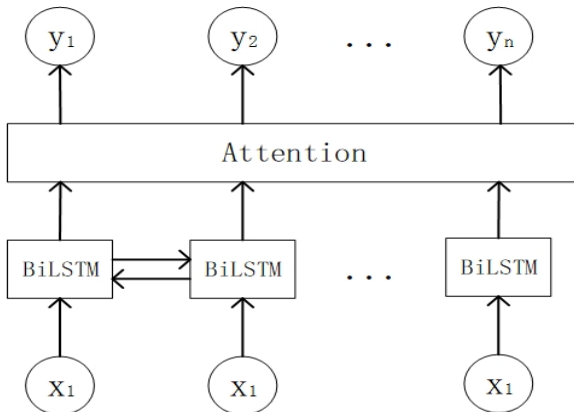 y₁ y₂ ... yₙ
Attention
BiLSTM BiLSTM ... BiLSTM
x₁ x₁ x₁